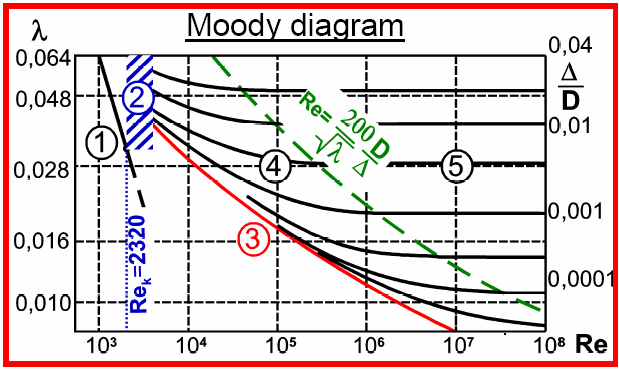 Moody diagram
λ
0,064
0,048
0,028
0,016
0,010
0,04
Δ
D
0,01
0,001
0,0001
1
2
3
4
5
Re= 200 D
√λ Δ
Reₖ=2320
10³
10⁴
10⁵
10⁶
10⁷
10⁸
Re